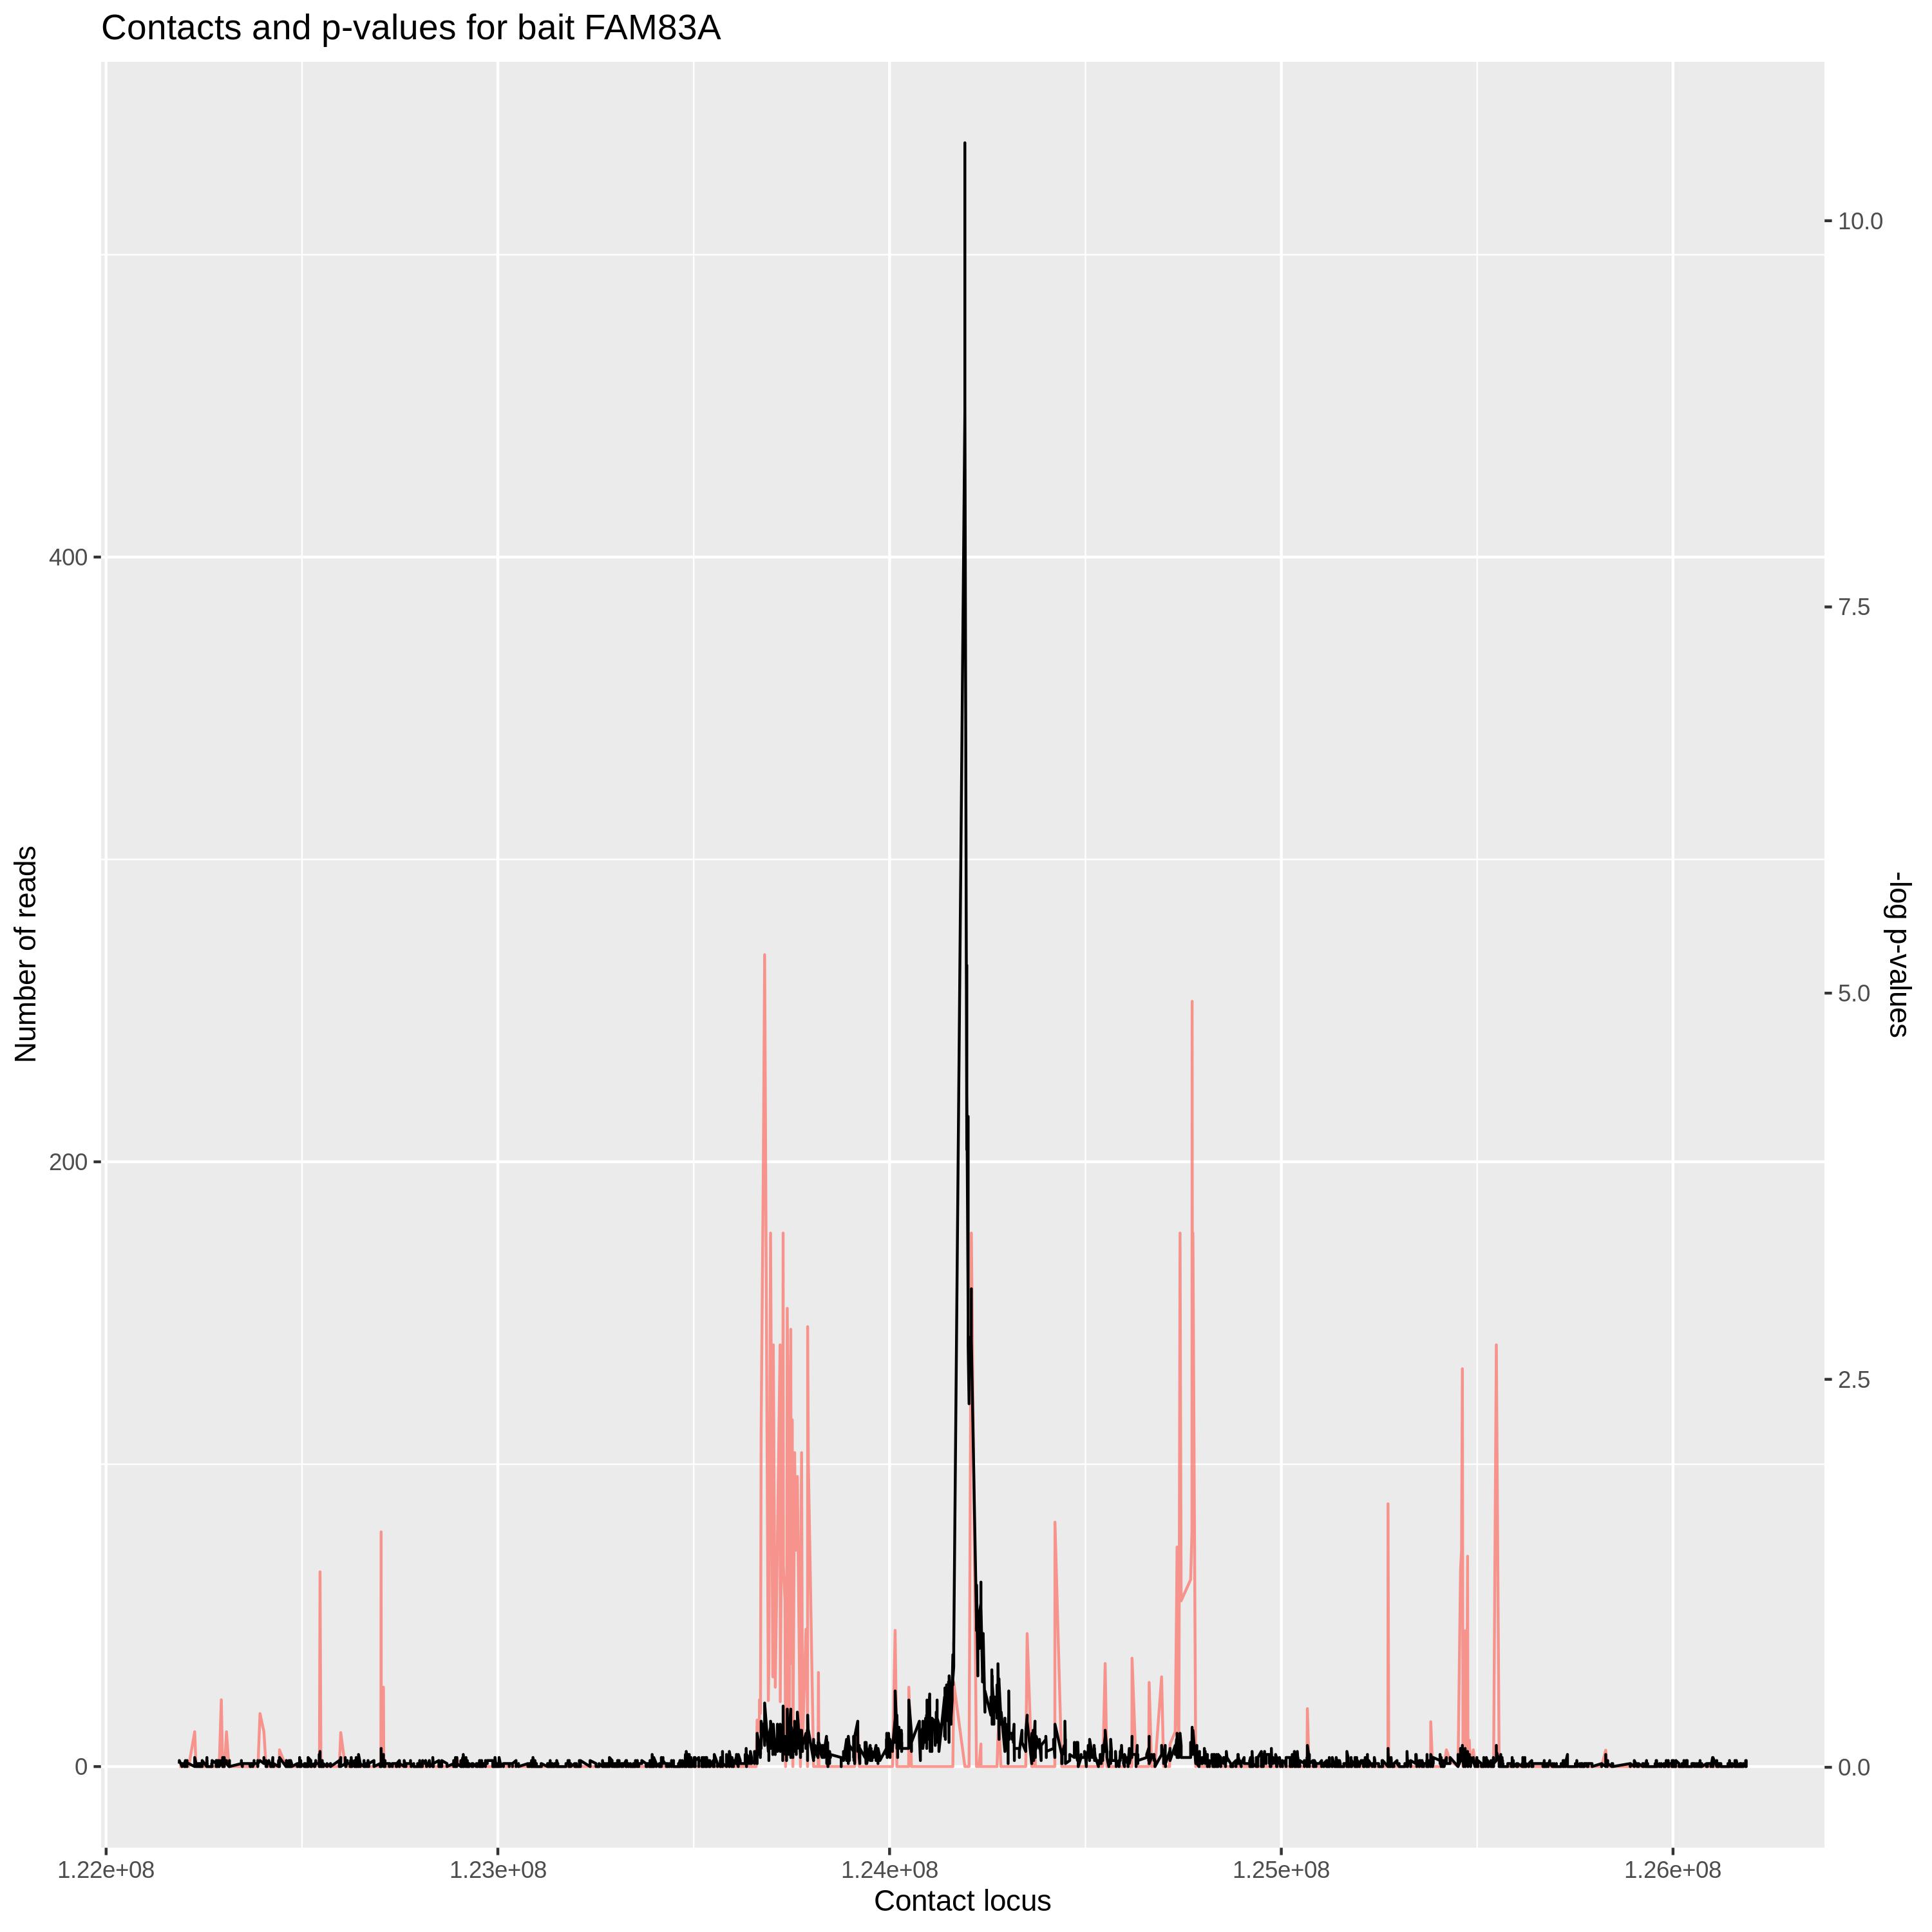 Contacts and p-values for bait FAM83A
10.0
400
7.5
Number of reads
-log p-values
5.0
200
2.5
0
0.0
1.22e+08
1.23e+08
1.24e+08
1.25e+08
1.26e+08
Contact locus